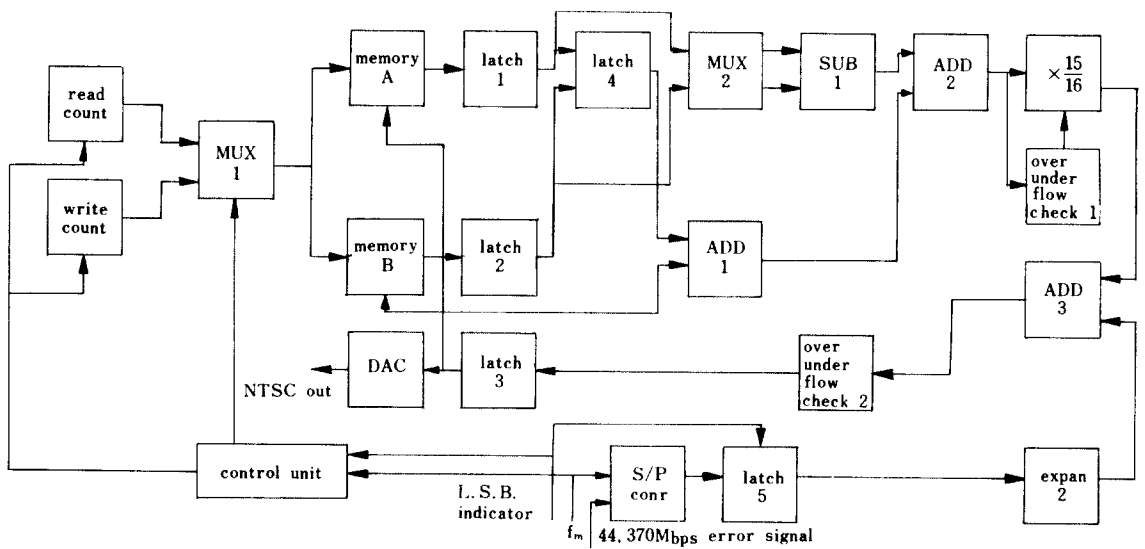 read
count
write
count
MUX
1
memory
A
memory
B
latch
1
latch
2
latch
4
MUX
2
SUB
1
ADD
2
× 15/16
over
under
flow
check 1
ADD
1
ADD
3
over
under
flow
check 2
latch
3
DAC
NTSC out
control unit
L.S.B.
indicator
fm
44,370Mbps error signal
S/P
conr
latch
5
expan
2